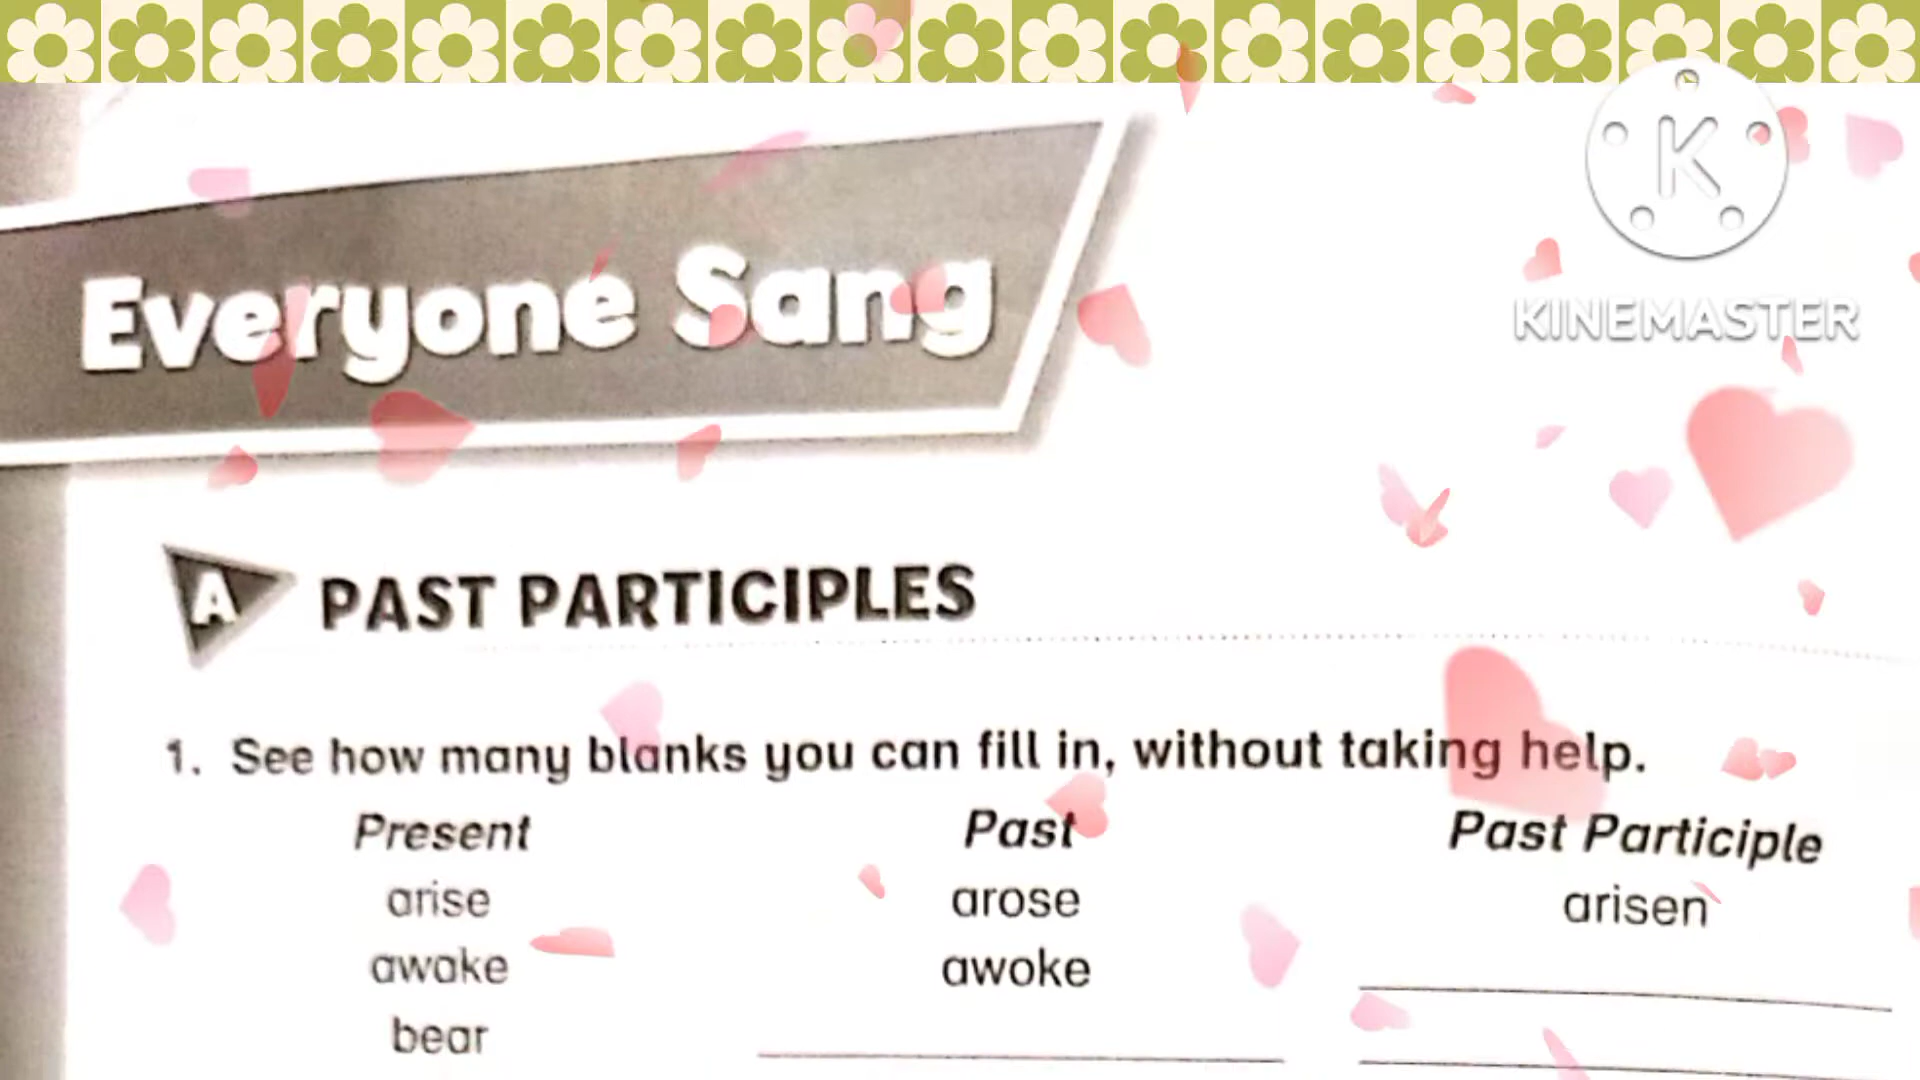 K
KINEMASTER
Everyone Sang
A PAST PARTICIPLES
1. See how many blanks you can fill in, without taking help.
Present Past Past Participle
arise arose arisen
awake awoke
bear